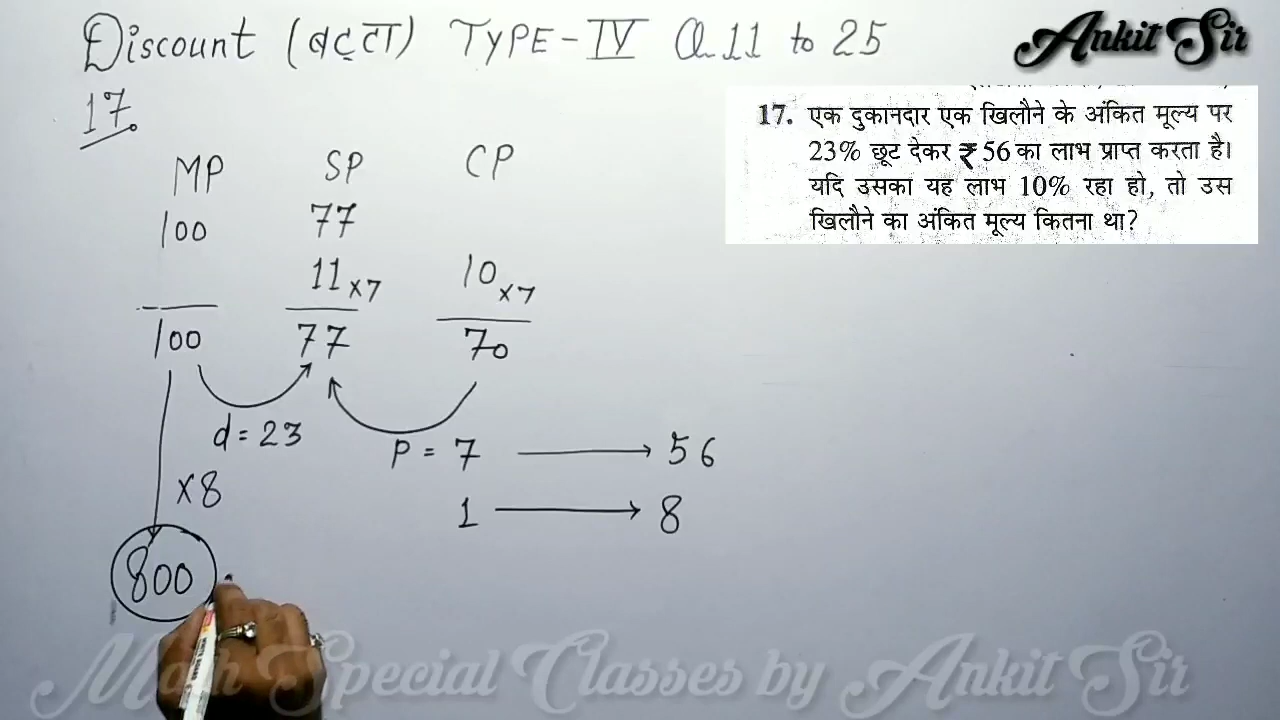 Discount (बट्टा) TYPE-IV Q.11 to 25
Ankit Sir
17.
17. एक दुकानदार एक खिलौने के अंकित मूल्य पर
23% छूट देकर ₹ 56 का लाभ प्राप्त करता है।
यदि उसका यह लाभ 10% रहा हो, तो उस
खिलौने का अंकित मूल्य कितना था?
MP SP CP
100 77
11 ×7 10 ×7
100 77 70
d = 23
P = 7 → 56
×8
1 → 8
800
Math Special Classes by Ankit Sir